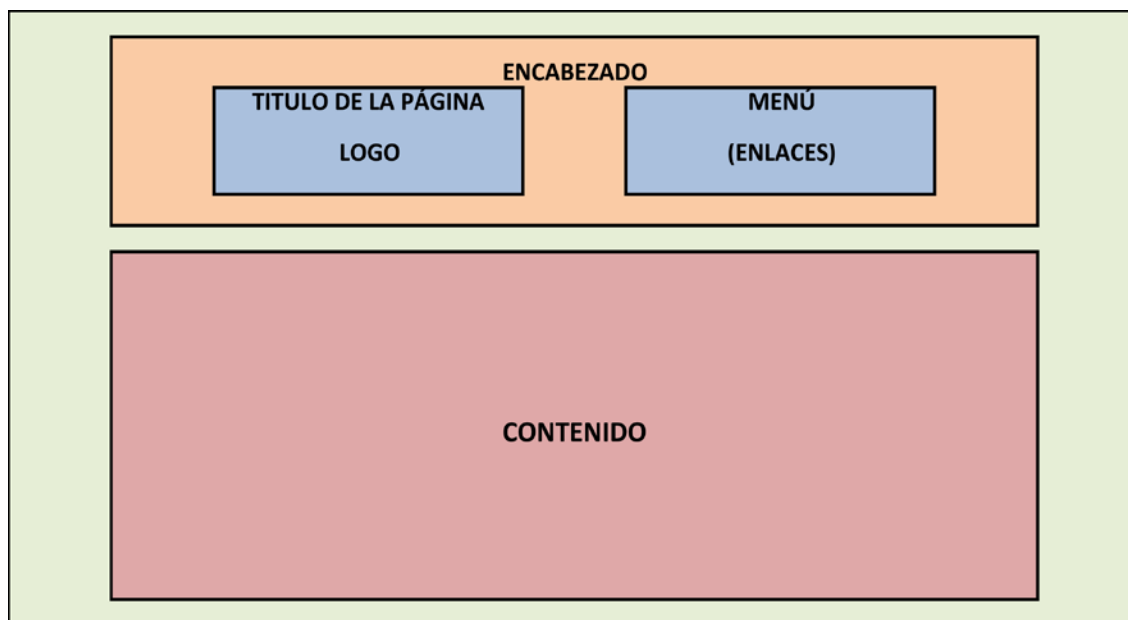 ENCABEZADO
TITULO DE LA PÁGINA
LOGO
MENÚ
(ENLACES)
CONTENIDO